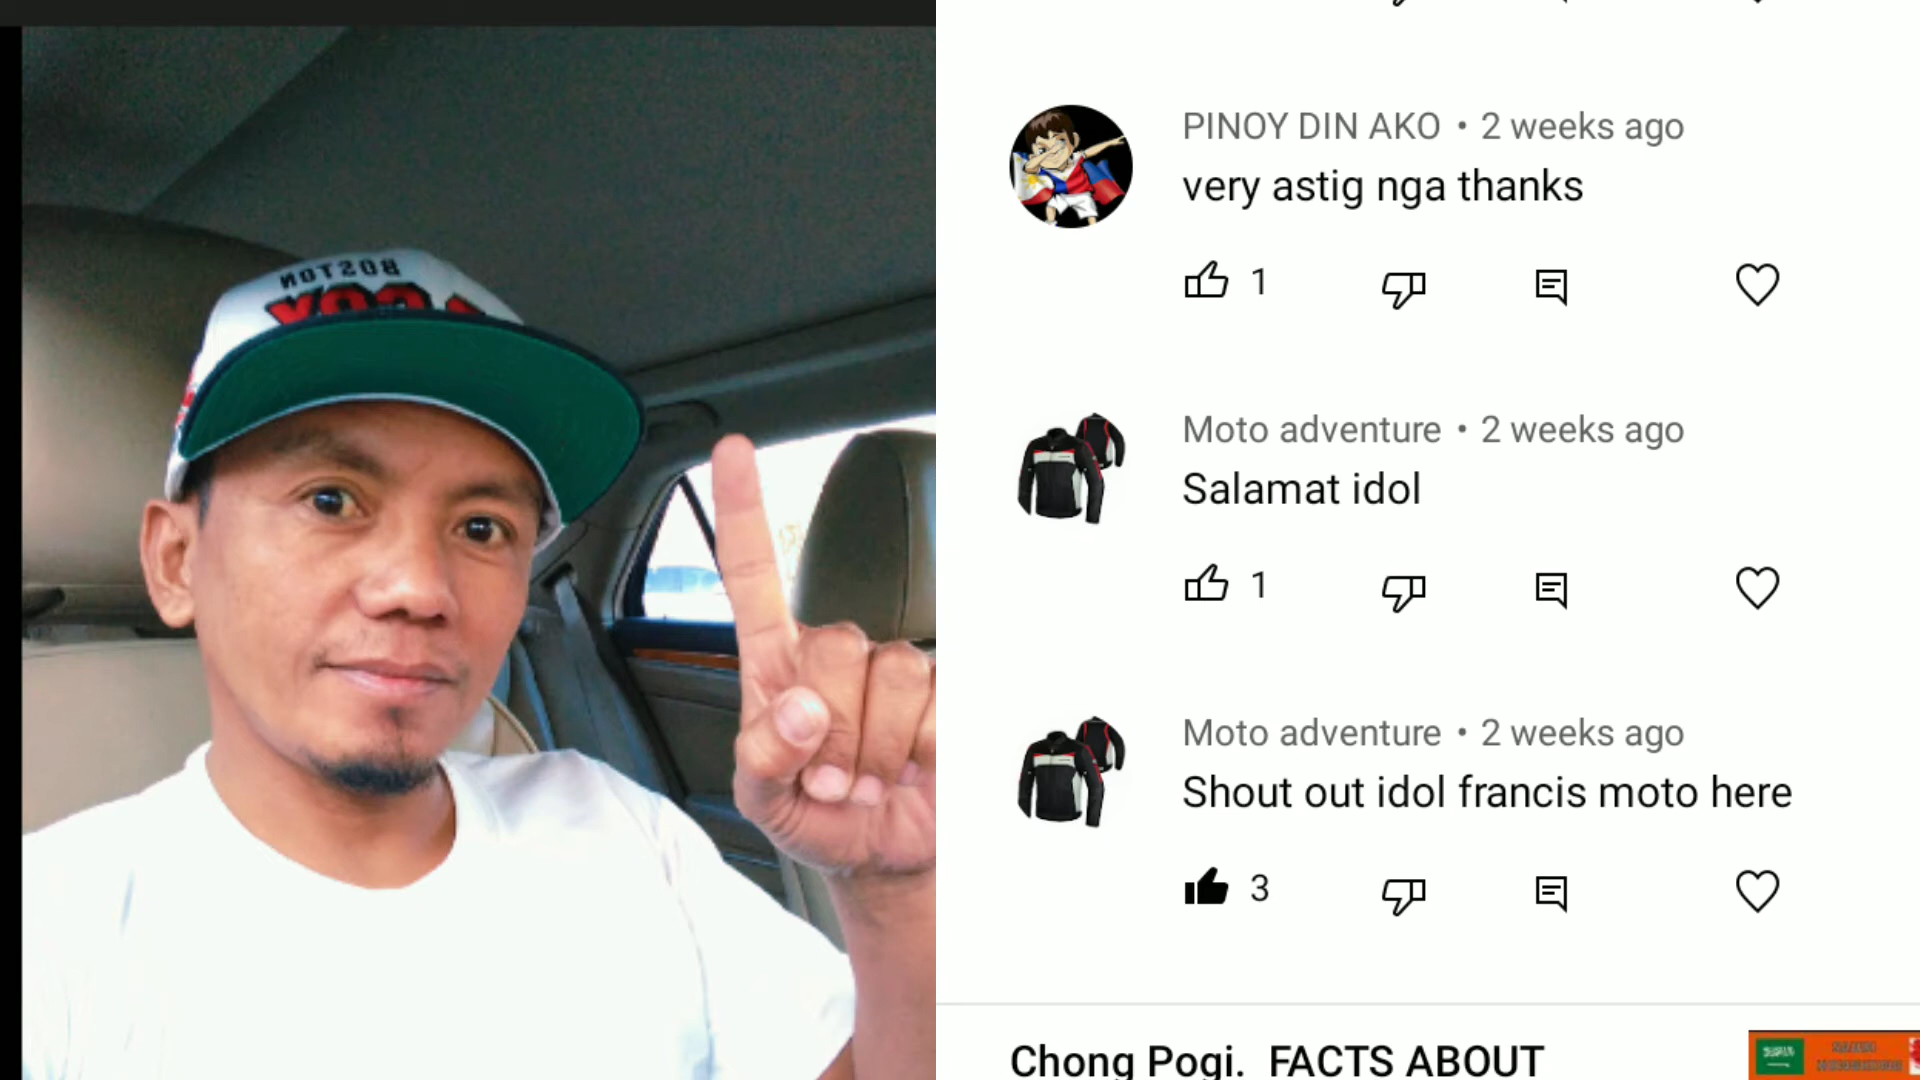 BOSTON
PINOY DIN AKO • 2 weeks ago
very astig nga thanks
1
Moto adventure • 2 weeks ago
Salamat idol
1
Moto adventure • 2 weeks ago
Shout out idol francis moto here
3
Chong Pogi. FACTS ABOUT